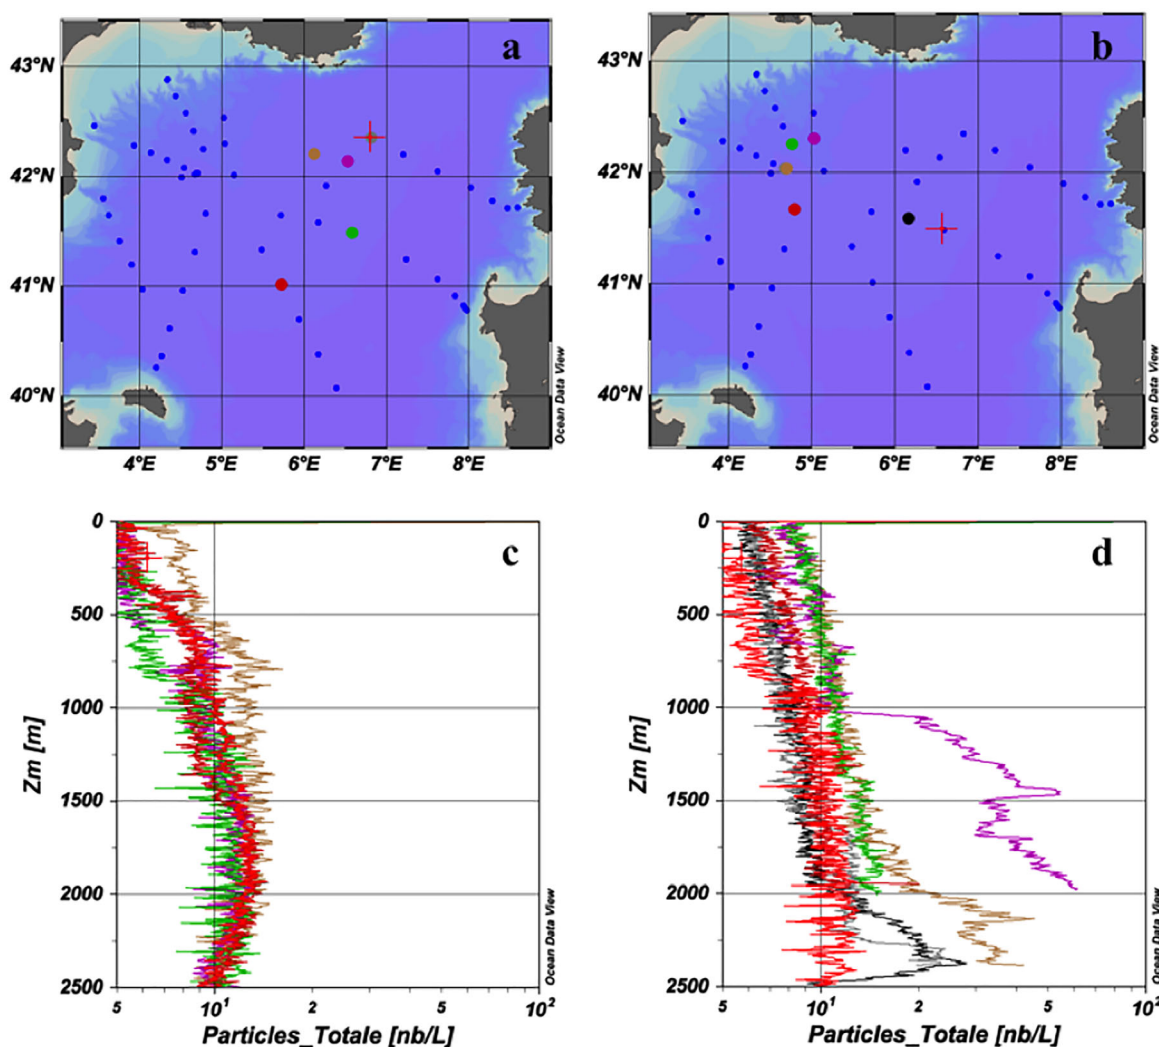 a
b
43°N
42°N
41°N
40°N
4°E 5°E 6°E 7°E 8°E
Ocean Data View
43°N
42°N
41°N
40°N
4°E 5°E 6°E 7°E 8°E
Ocean Data View
c
0
500
1000
1500
2000
2500
Zm [m]
5 10¹ 2 5 10²
Particles_Totale [nb/L]
Ocean Data View
d
0
500
1000
1500
2000
2500
Zm [m]
5 10¹ 2 5 10²
Particles_Totale [nb/L]
Ocean Data View